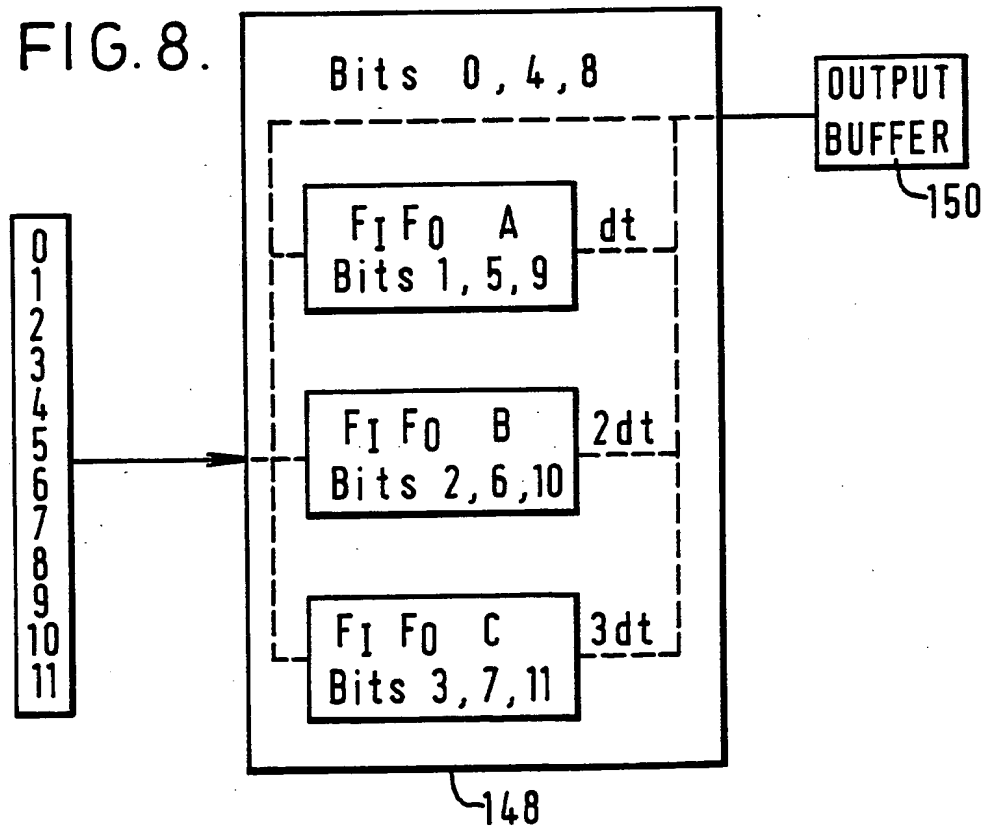 FIG. 8.
Bits 0, 4, 8
OUTPUT
BUFFER
150
0
1
2
3
4
5
6
7
8
9
10
11
FI FO A
Bits 1, 5, 9
dt
FI FO B
Bits 2, 6, 10
2dt
FI FO C
Bits 3, 7, 11
3dt
148